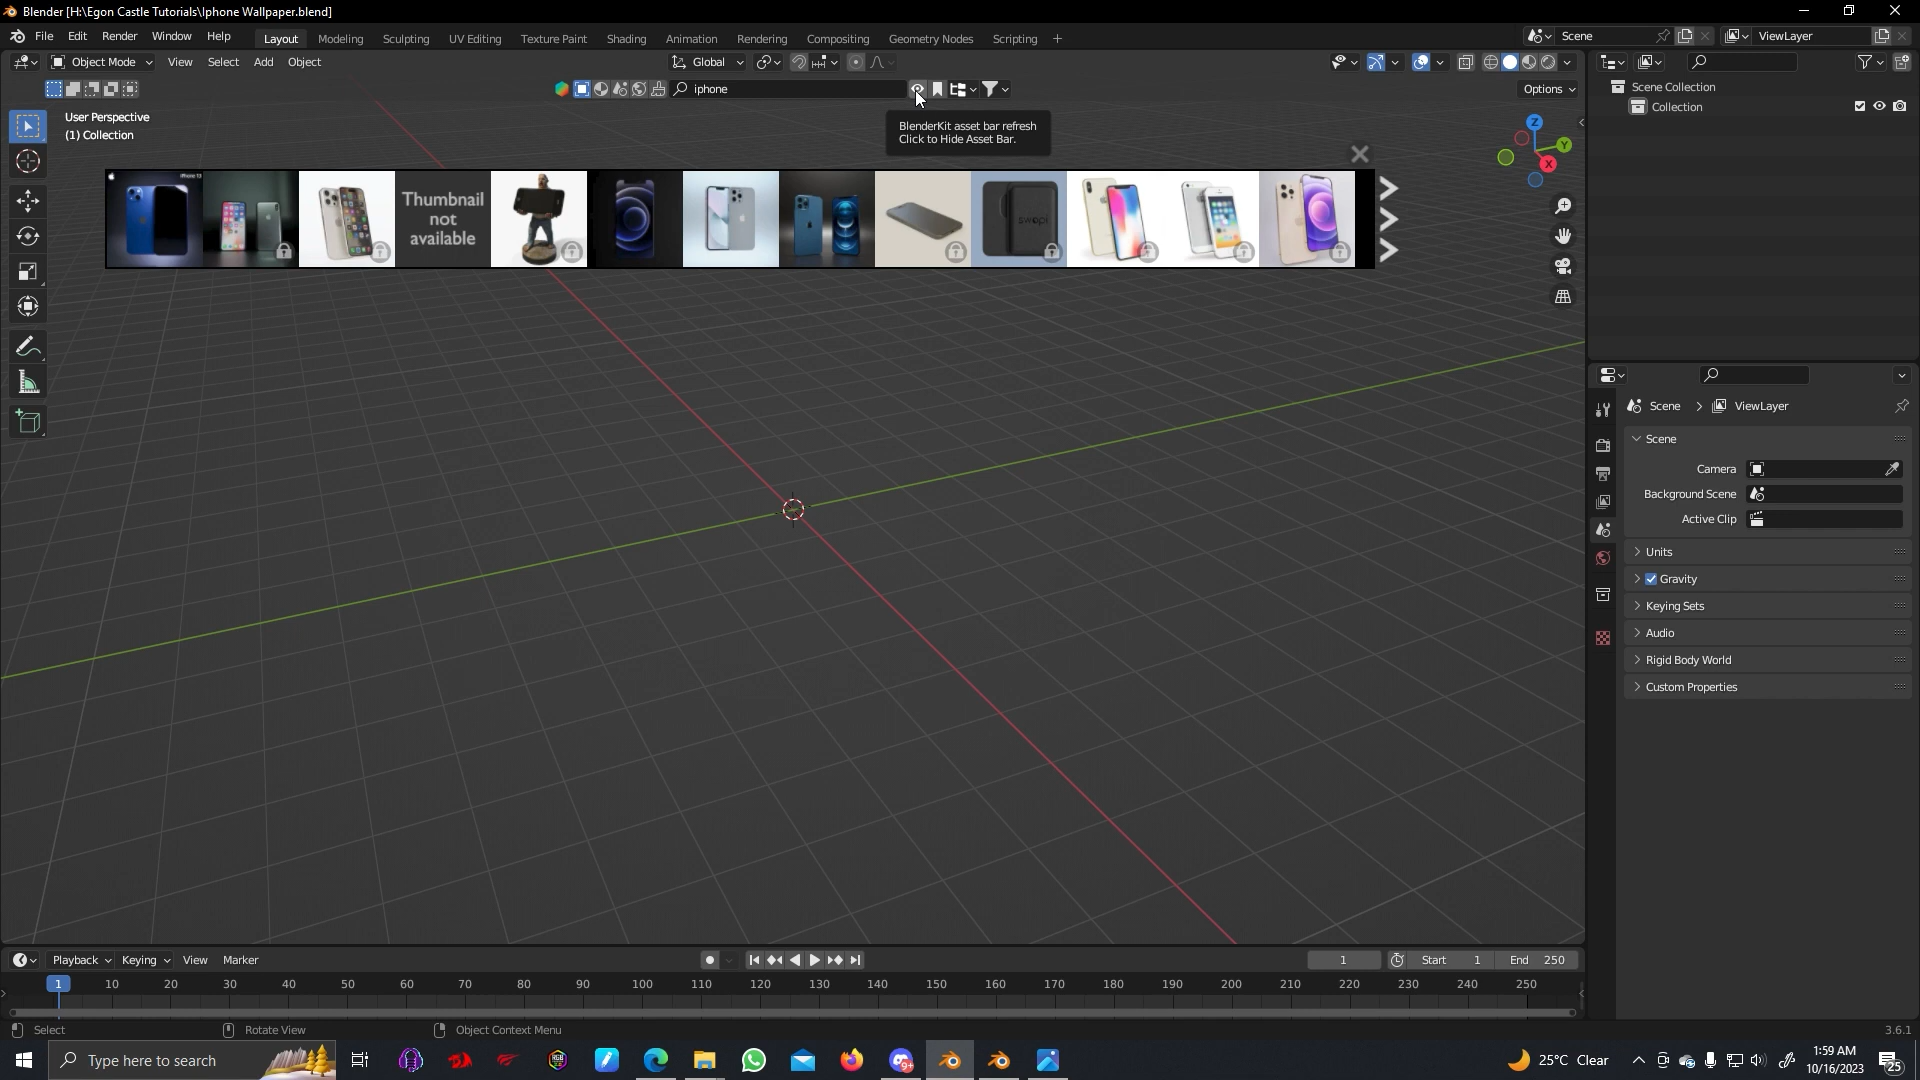 Blender [H:\Egon Castle Tutorials\Iphone Wallpaper.blend]
File Edit Render Window Help Layout Modeling Sculpting UV Editing Texture Paint Shading Animation Rendering Compositing Geometry Nodes Scripting + Scene ViewLayer
Object Mode View Select Add Object Global
iphone Options
User Perspective
(1) Collection
BlenderKit asset bar refresh
Click to Hide Asset Bar.
Scene Collection
Collection
Z
Y
X
iPhone 13
Thumbnail
not
available
swopi
Scene > ViewLayer
Scene
Camera
Background Scene
Active Clip
Units
Gravity
Keying Sets
Audio
Rigid Body World
Custom Properties
Playback Keying View Marker 1 Start 1 End 250
1 10 20 30 40 50 60 70 80 90 100 110 120 130 140 150 160 170 180 190 200 210 220 230 240 250
Select Rotate View Object Context Menu 3.6.1
Type here to search 9+ 25°C Clear 1:59 AM
10/16/2023 25